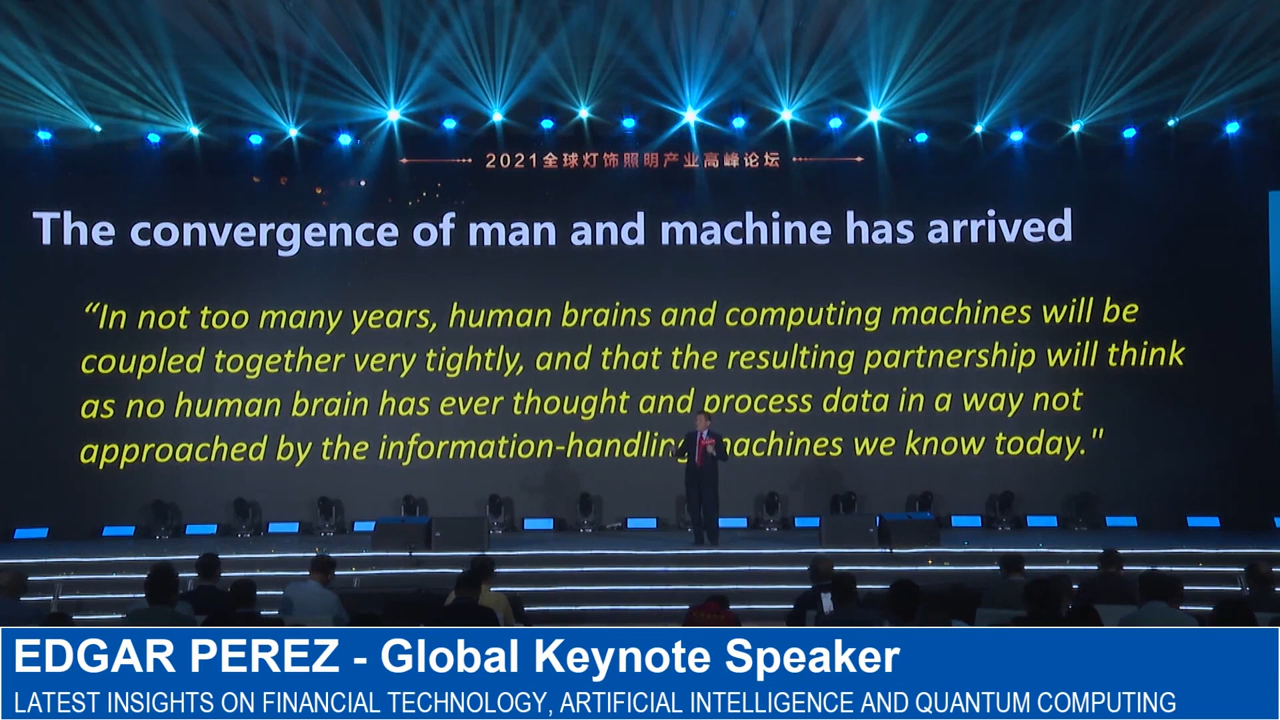 2021全球灯饰照明产业高峰论坛
The convergence of man and machine has arrived
“In not too many years, human brains and computing machines will be
coupled together very tightly, and that the resulting partnership will think
as no human brain has ever thought and process data in a way not
approached by the information-handling machines we know today."
EDGAR PEREZ - Global Keynote Speaker
LATEST INSIGHTS ON FINANCIAL TECHNOLOGY, ARTIFICIAL INTELLIGENCE AND QUANTUM COMPUTING